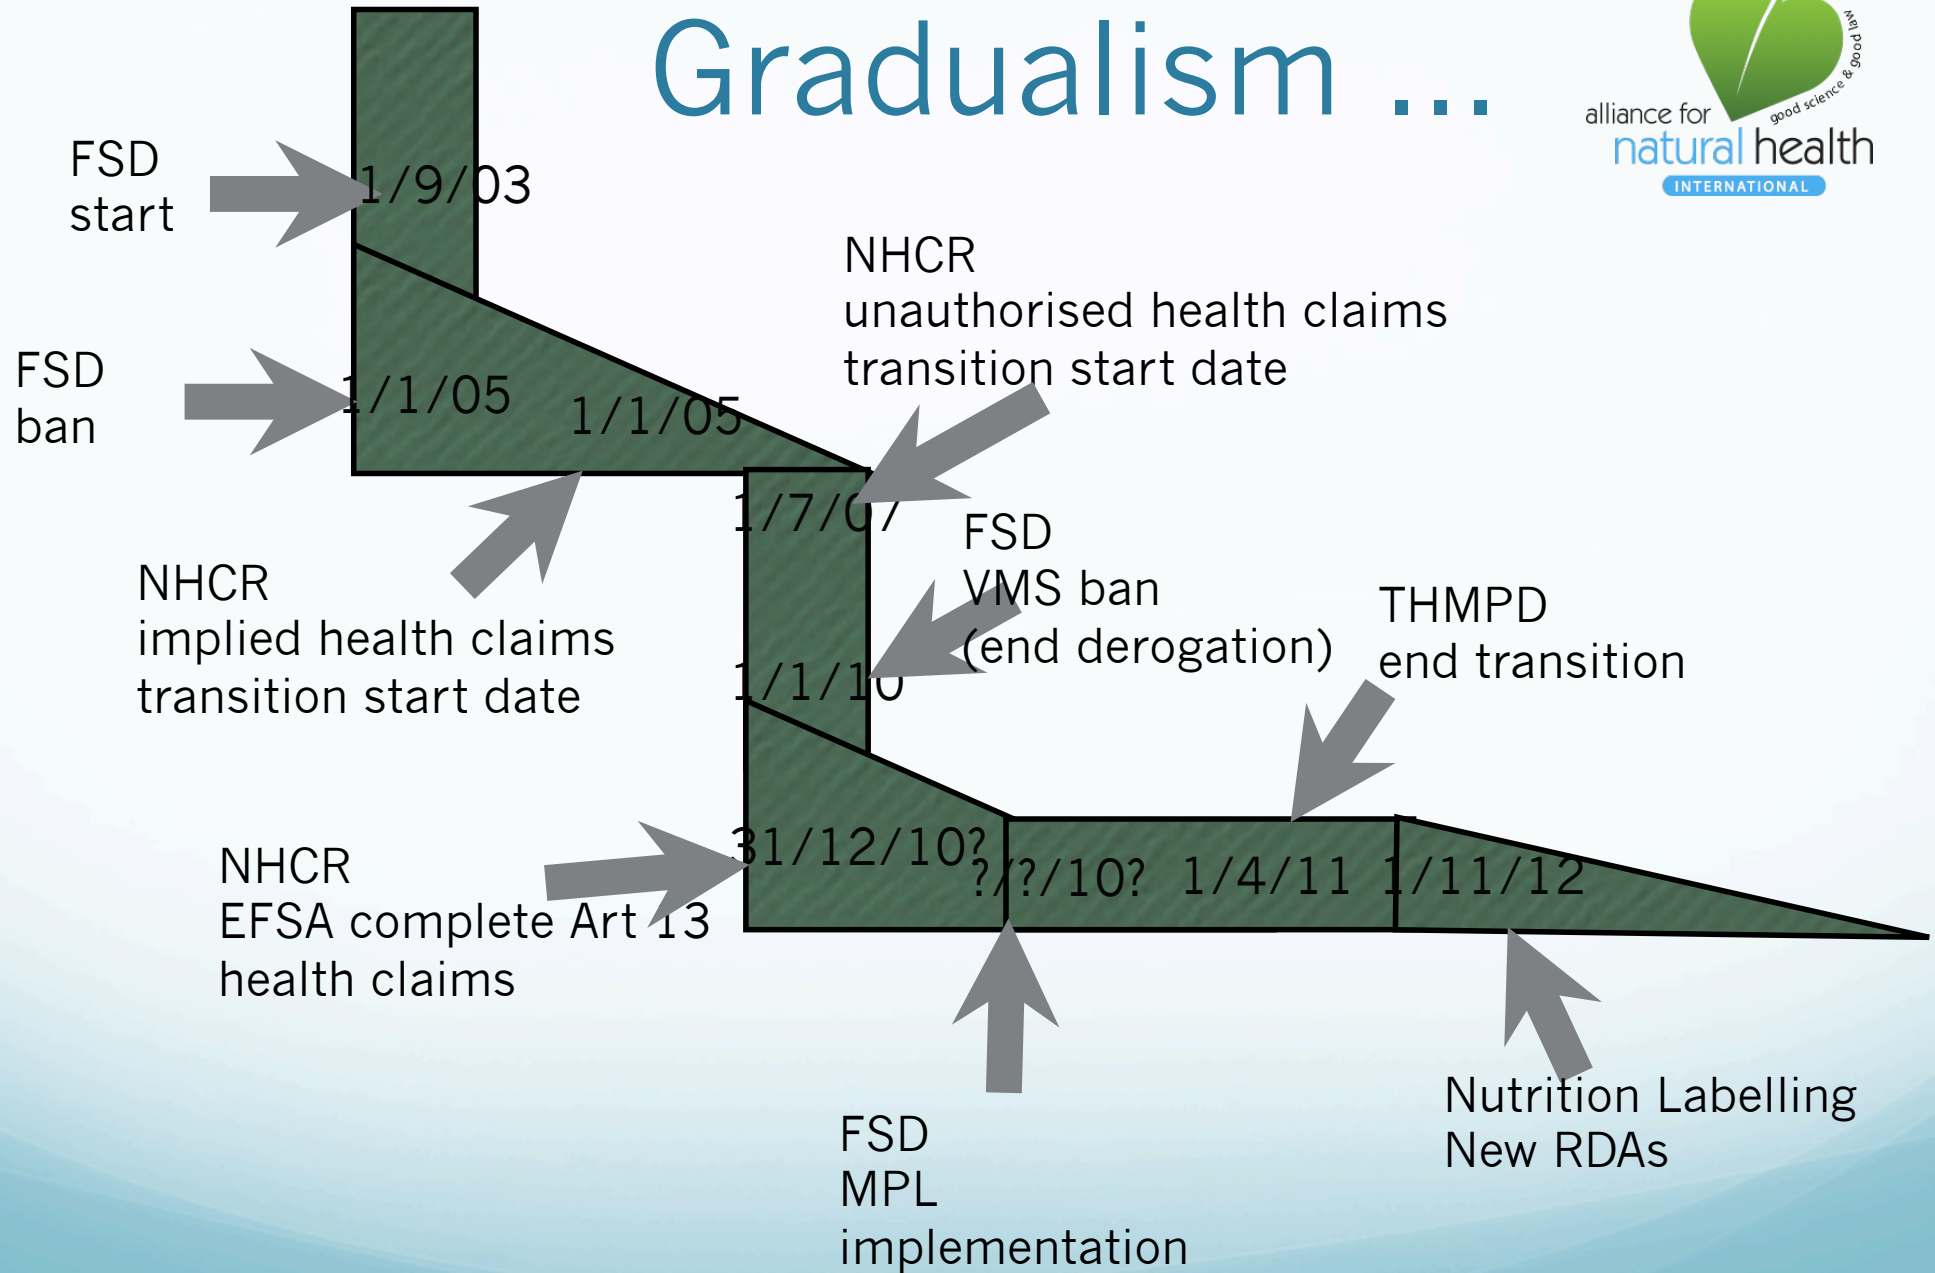 Gradualism ...
good science & good law
alliance for
natural health
INTERNATIONAL
FSD
start
1/9/03
NHCR
unauthorised health claims
transition start date
FSD
ban
1/1/05
1/1/05
1/7/07
NHCR
implied health claims
transition start date
FSD
VMS ban
(end derogation)
THMPD
end transition
1/1/10
NHCR
EFSA complete Art 13
health claims
31/12/10?
?/?/10?
1/4/11
1/11/12
FSD
MPL
implementation
Nutrition Labelling
New RDAs